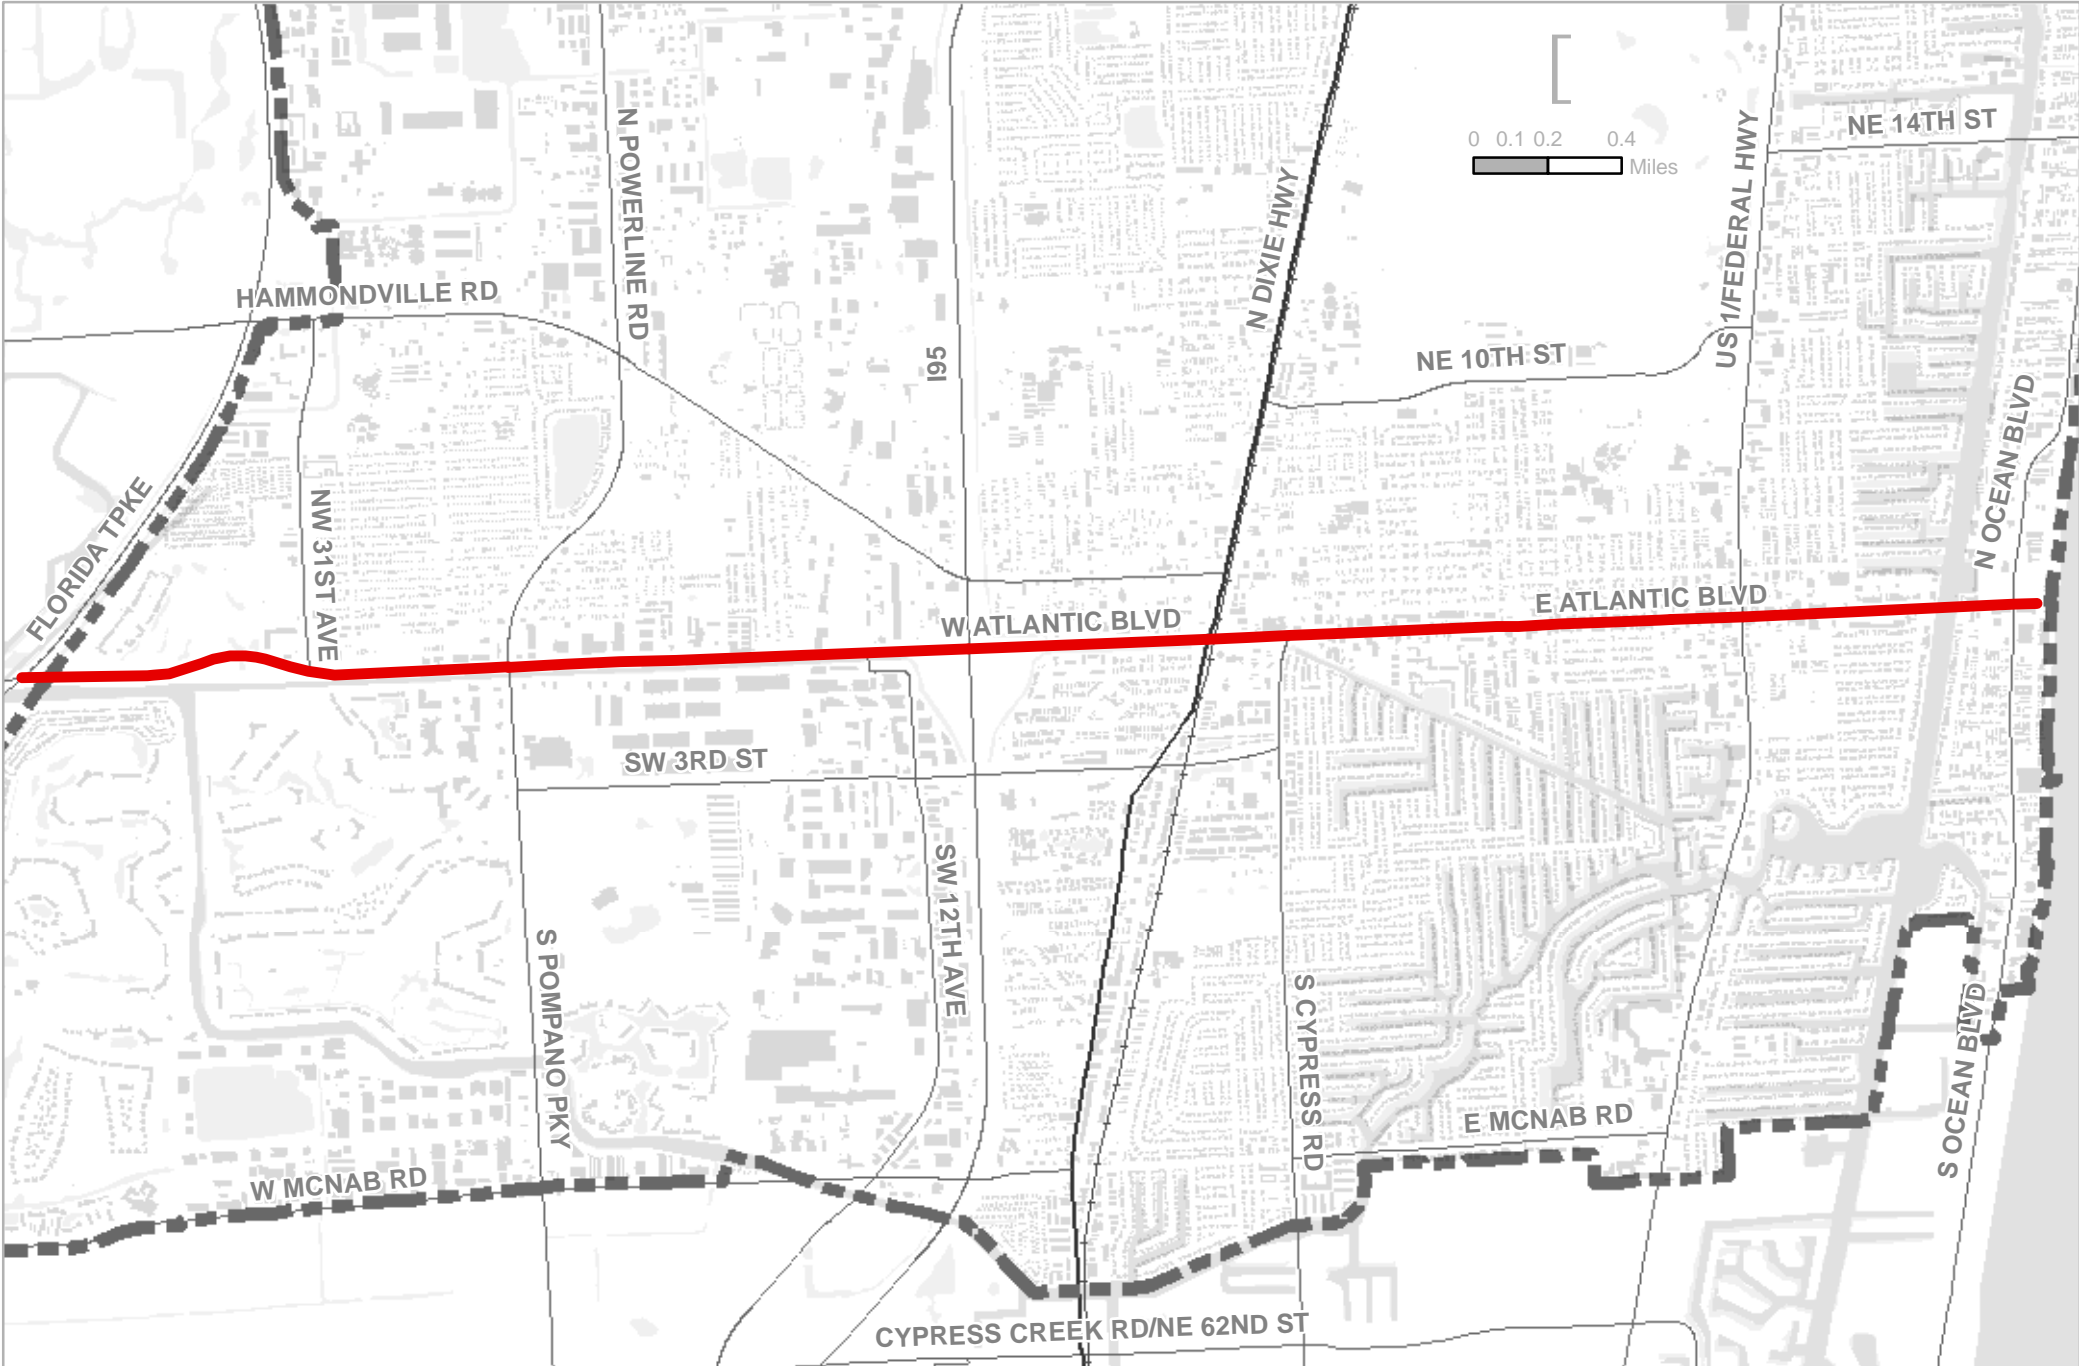 NE 14TH ST
0 0.1 0.2 0.4
Miles
N POWERLINE RD
US 1/FEDERAL HWY
N DIXIE HWY
HAMMONDVILLE RD
I95
NE 10TH ST
N OCEAN BLVD
FLORIDA TPKE
NW 31ST AVE
W ATLANTIC BLVD
E ATLANTIC BLVD
SW 3RD ST
SW 12TH AVE
S POMPANO PKY
S CYPRESS RD
S OCEAN BLVD
E MCNAB RD
W MCNAB RD
CYPRESS CREEK RD/NE 62ND ST